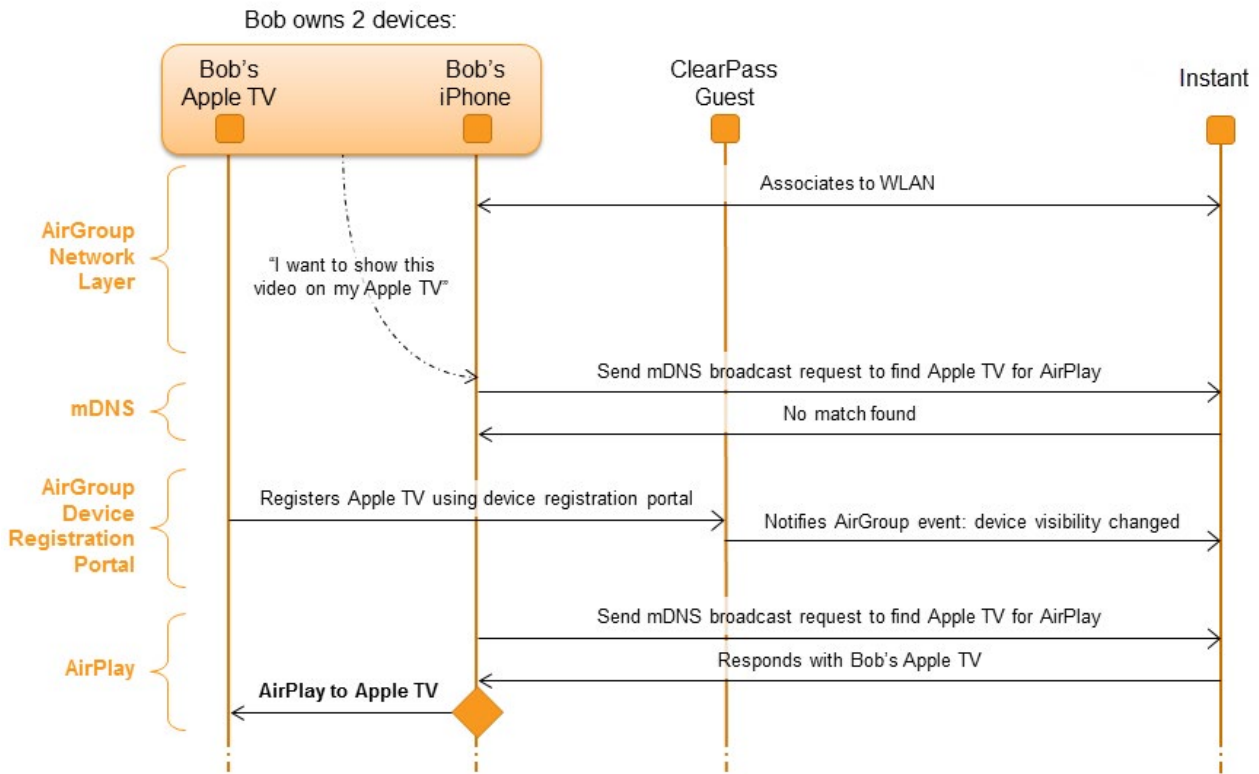 Bob owns 2 devices:
Bob's
Apple TV
Bob's
iPhone
ClearPass
Guest
Instant
AirGroup
Network
Layer
Associates to WLAN
"I want to show this
video on my Apple TV"
mDNS
Send mDNS broadcast request to find Apple TV for AirPlay
No match found
AirGroup
Device
Registration
Portal
Registers Apple TV using device registration portal
Notifies AirGroup event: device visibility changed
AirPlay
Send mDNS broadcast request to find Apple TV for AirPlay
Responds with Bob's Apple TV
AirPlay to Apple TV